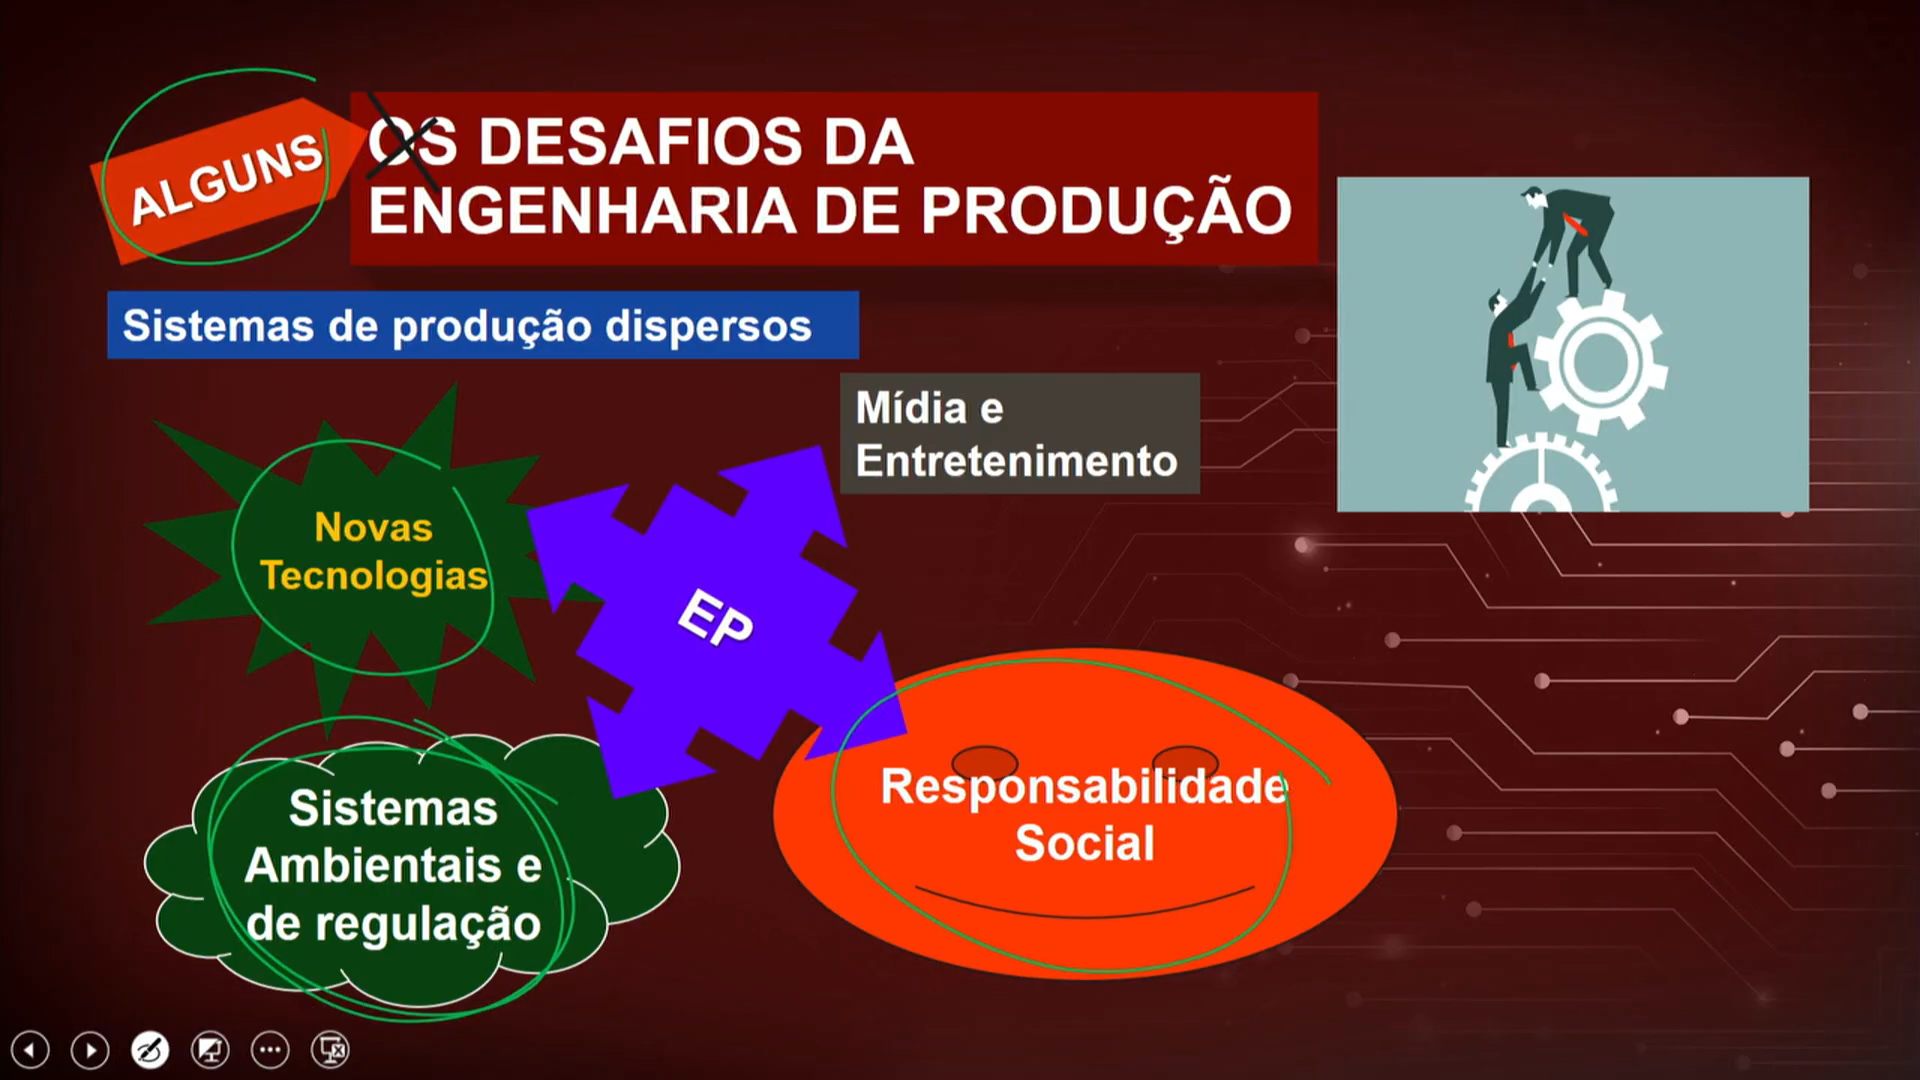 ALGUNS
OS DESAFIOS DA
ENGENHARIA DE PRODUÇÃO
Sistemas de produção dispersos
Mídia e
Entretenimento
Novas
Tecnologias
EP
Responsabilidade
Social
Sistemas
Ambientais e
de regulação